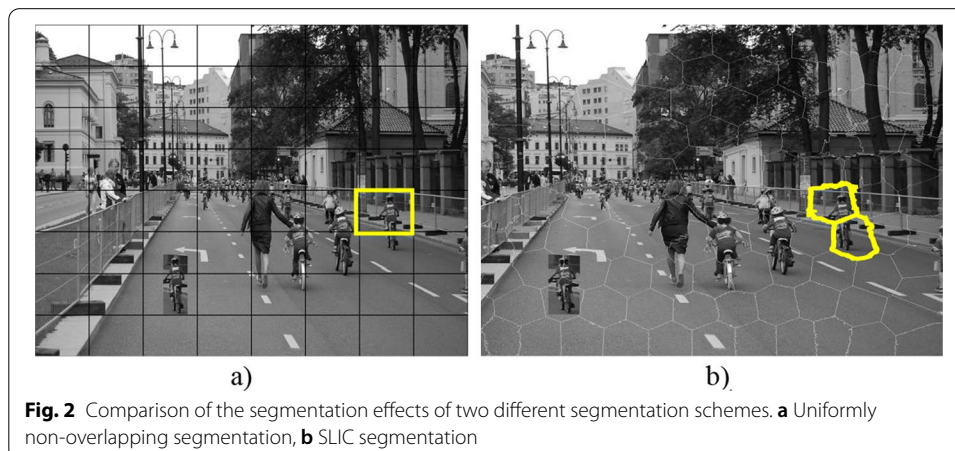 a)
b)
Fig. 2 Comparison of the segmentation effects of two different segmentation schemes. a Uniformly
non-overlapping segmentation, b SLIC segmentation